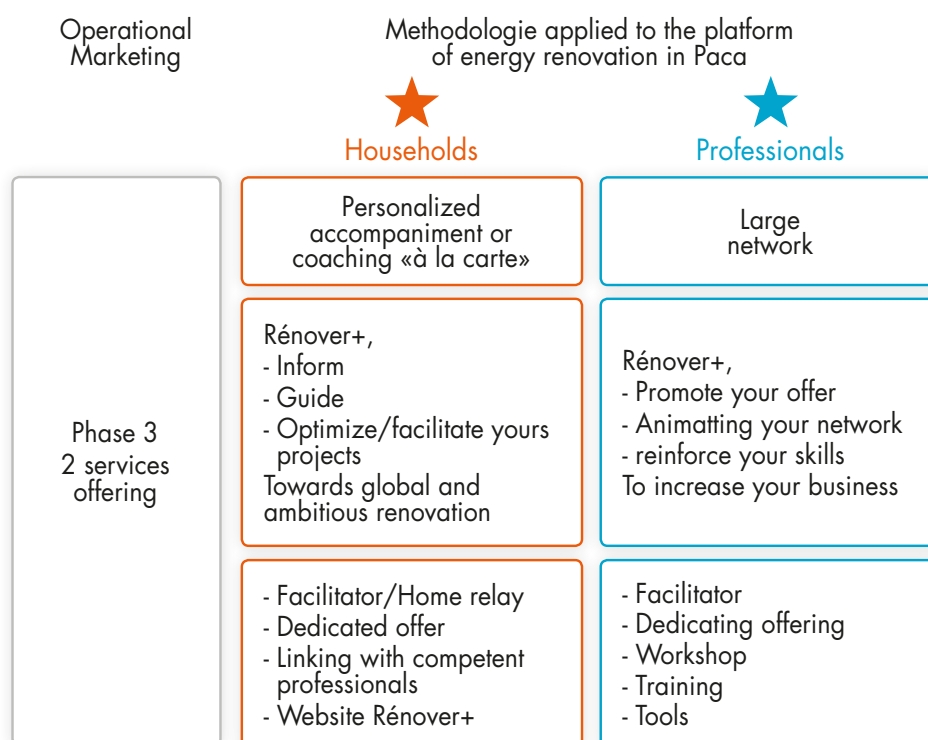 Operational
Marketing
Methodologie applied to the platform
of energy renovation in Paca
Households
Professionals
Phase 3
2 services
offering
Personalized
accompaniment or
coaching «à la carte»
Large
network
Rénover+,
- Inform
- Guide
- Optimize/facilitate yours
projects
Towards global and
ambitious renovation
Rénover+,
- Promote your offer
- Animatting your network
- reinforce your skills
To increase your business
- Facilitator/Home relay
- Dedicated offer
- Linking with competent
professionals
- Website Rénover+
- Facilitator
- Dedicating offering
- Workshop
- Training
- Tools